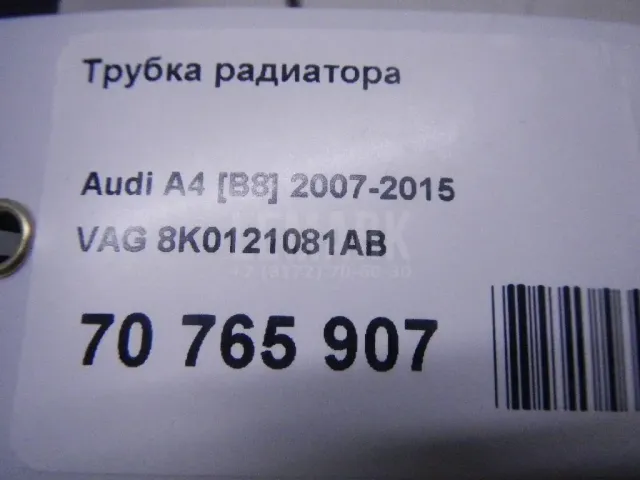 Трубка радиатора
Audi A4 [B8] 2007-2015
VAG 8K0121081AB
70 765 907